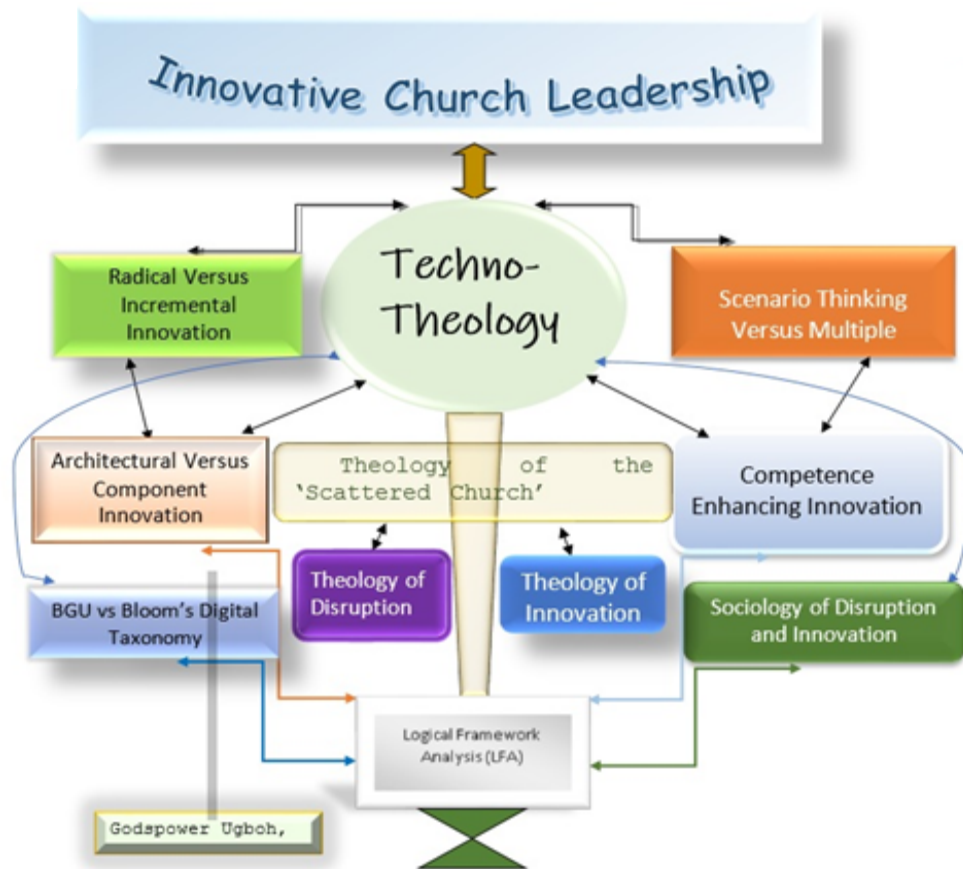 Innovative Church Leadership
Techno-
Theology
Radical Versus
Incremental
Innovation
Scenario Thinking
Versus Multiple
Architectural Versus
Component
Innovation
Theology of the
‘Scattered Church’
Competence
Enhancing Innovation
Theology of
Disruption
Theology of
Innovation
BGU vs Bloom’s Digital
Taxonomy
Sociology of Disruption
and Innovation
Logical Framework
Analysis (LFA)
Godspower Ugboh,